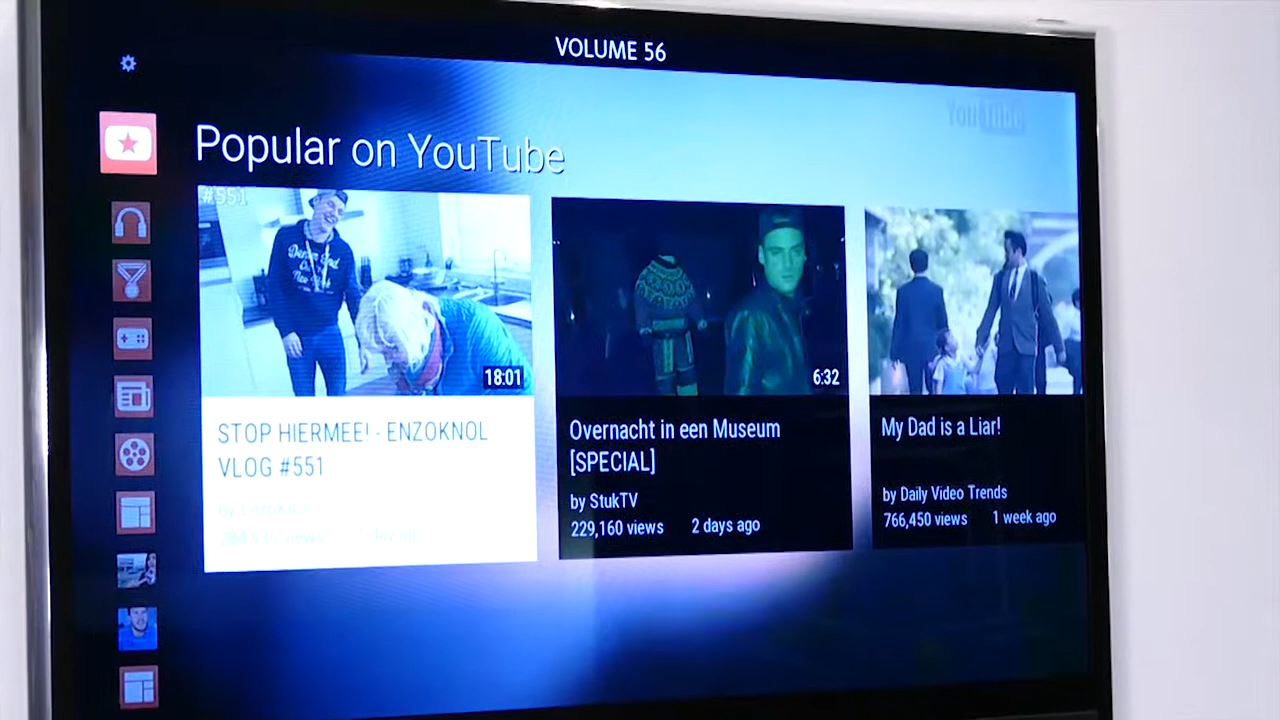 VOLUME 56
YouTube
Popular on YouTube
#551
18:01
STOP HIERMEE! - ENZOKNOL
VLOG #551
6:32
Overnacht in een Museum
[SPECIAL]
by StukTV
229,160 views 2 days ago
My Dad is a Liar!
by Daily Video Trends
766,450 views 1 week ago